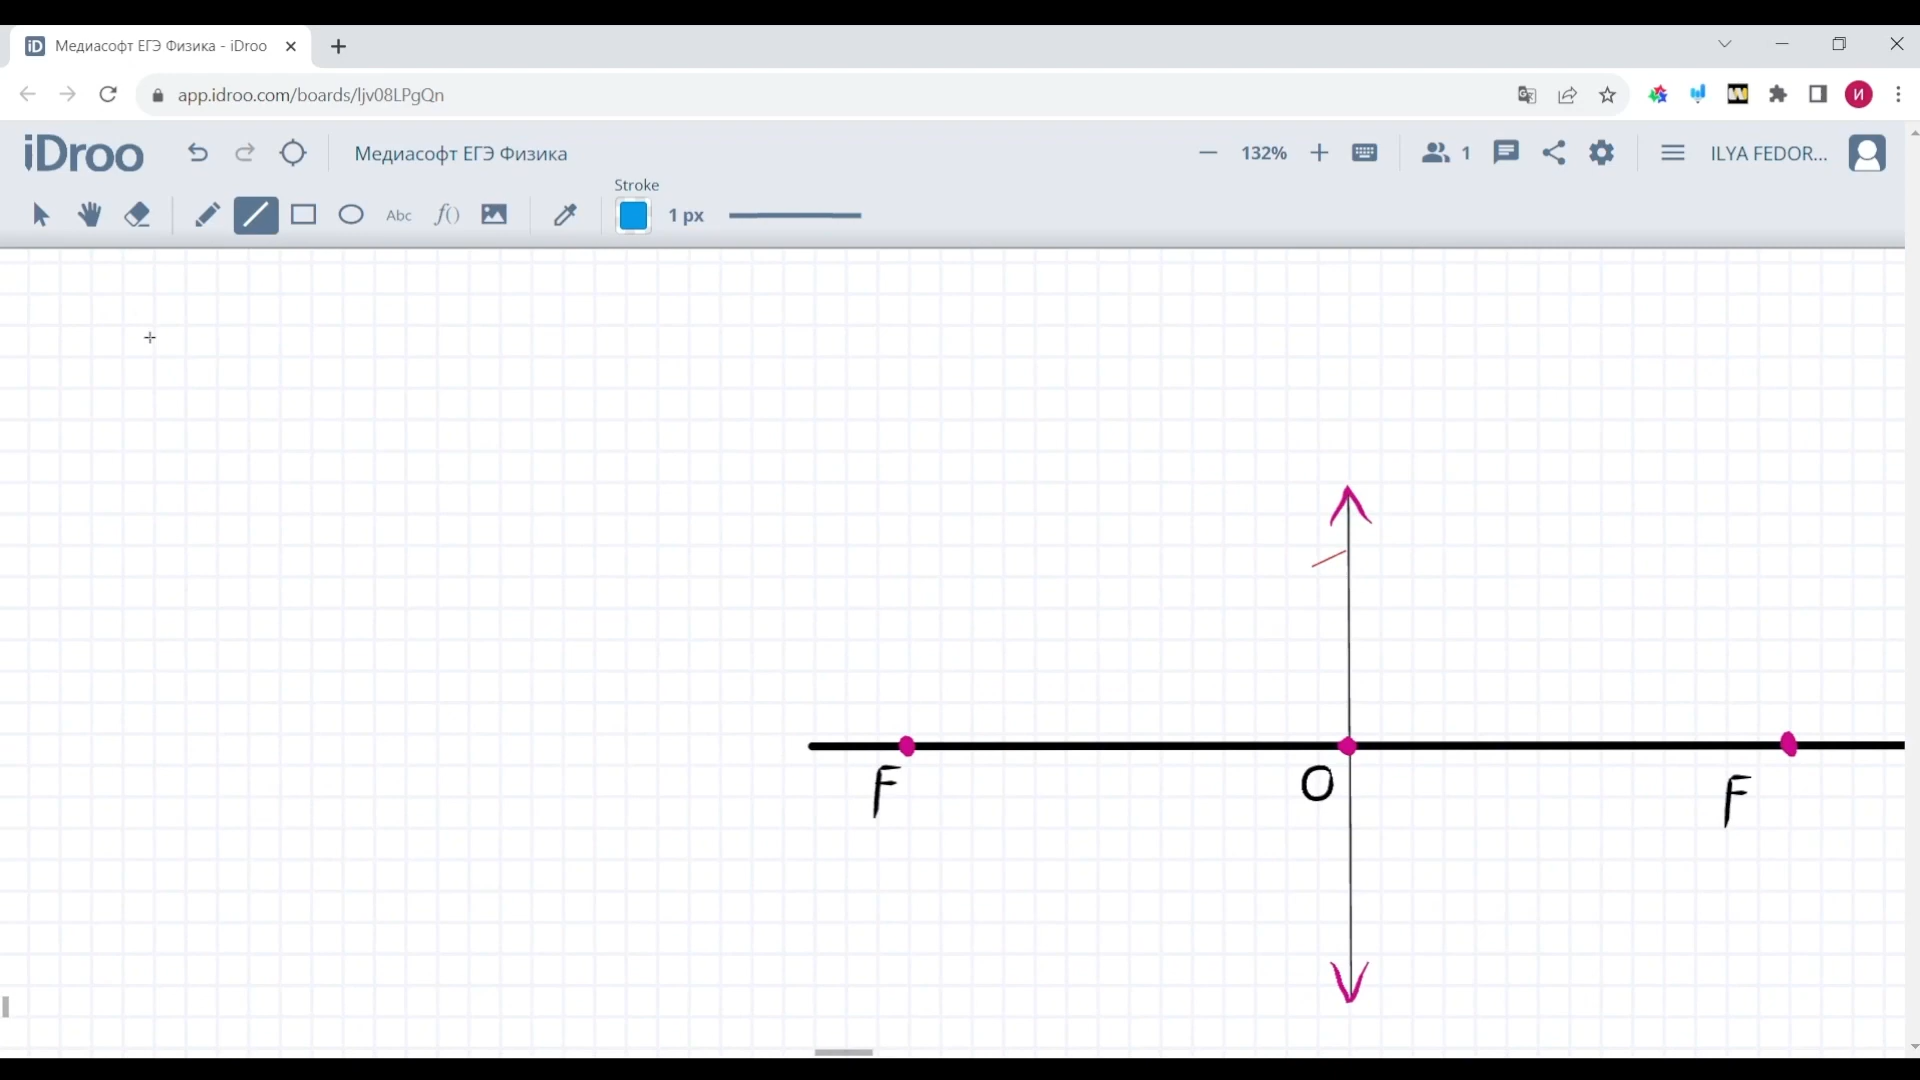 Медиасофт ЕГЭ Физика - iDroo
app.idroo.com/boards/ljv08LPgQn
И
iDroo
Медиасофт ЕГЭ Физика
132%
1
ILYA FEDOR...
Stroke
Abc
f()
1 px
F
O
F